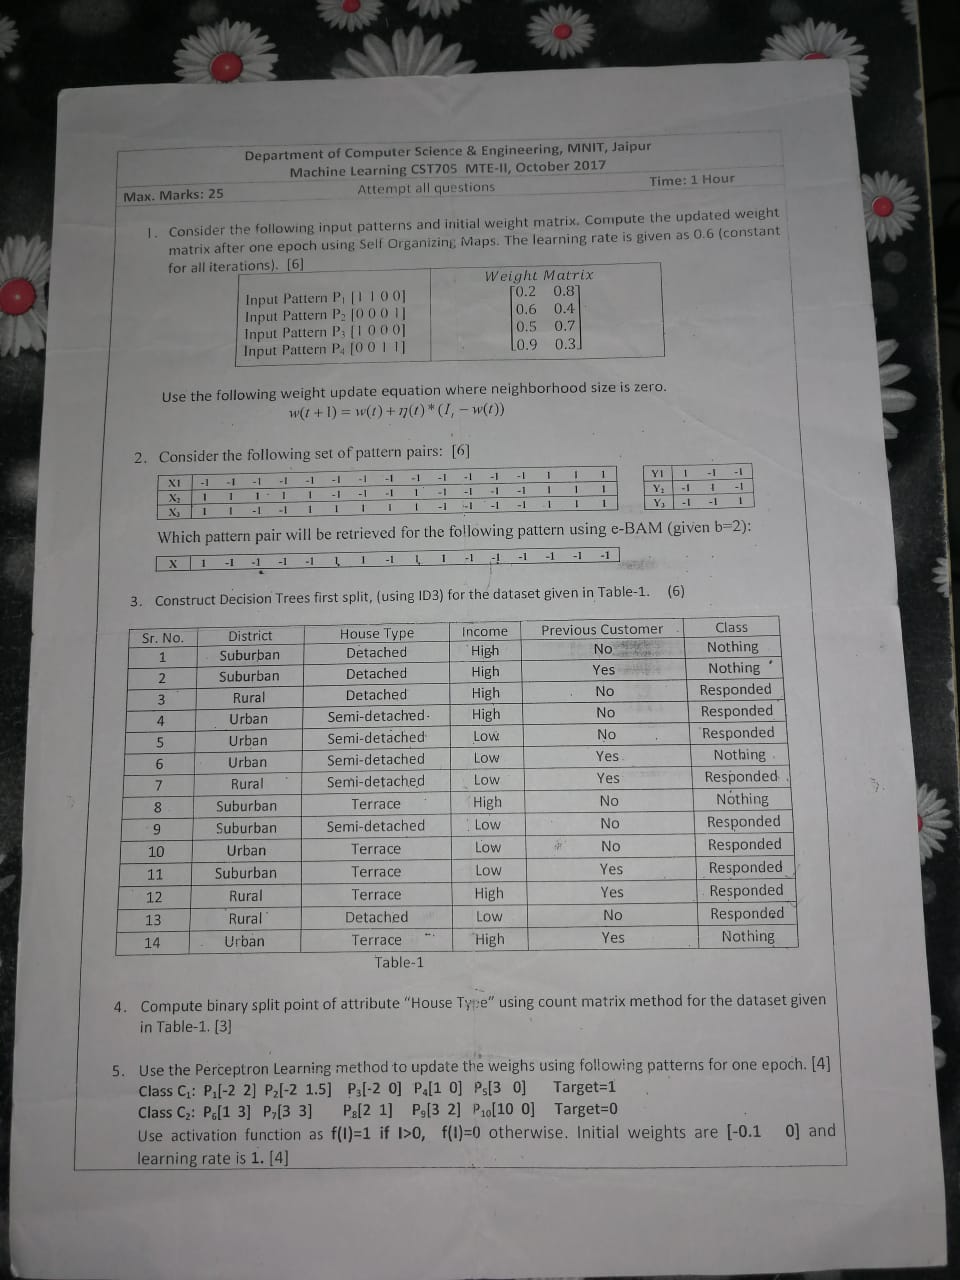 Department of Computer Science & Engineering, MNIT, Jaipur
Machine Learning CST705 MTE-II, October 2017
Max. Marks: 25 Attempt all questions Time: 1 Hour
1. Consider the following input patterns and initial weight matrix. Compute the updated weight
matrix after one epoch using Self Organizing Maps. The learning rate is given as 0.6 (constant
for all iterations). [6]
Weight Matrix
Input Pattern P₁ [1 1 0 0] [0.2 0.8]
Input Pattern P₂ [0 0 0 1] [0.6 0.4]
Input Pattern P₃ [1 0 0 0] [0.5 0.7]
Input Pattern P₄ [0 0 1 1] [0.9 0.3]
Use the following weight update equation where neighborhood size is zero.
w(t + 1) = w(t) + η(t) * (I, − w(t))
2. Consider the following set of pattern pairs: [6]
X1 -1 -1 -1 -1 -1 -1 -1 -1 -1 -1 -1 -1 -1 1 1 1 Y1 1 -1 -1
X₂ 1 1 1 1 1 -1 -1 -1 1 -1 -1 -1 -1 1 1 1 Y₂ -1 1 -1
X₃ 1 1 -1 -1 1 1 1 1 1 -1 -1 -1 -1 1 1 1 Y₃ -1 -1 1
Which pattern pair will be retrieved for the following pattern using e-BAM (given b=2):
X 1 -1 -1 -1 -1 1 1 -1 1 1 -1 -1 -1 -1 -1 -1
3. Construct Decision Trees first split, (using ID3) for the dataset given in Table-1. (6)
Sr. No. District House Type Income Previous Customer Class
1 Suburban Detached High No Nothing
2 Suburban Detached High Yes Nothing
3 Rural Detached High No Responded
4 Urban Semi-detached High No Responded
5 Urban Semi-detached Low No Responded
6 Urban Semi-detached Low Yes Nothing
7 Rural Semi-detached Low Yes Responded
8 Suburban Terrace High No Nothing
9 Suburban Semi-detached Low No Responded
10 Urban Terrace Low No Responded
11 Suburban Terrace Low Yes Responded
12 Rural Terrace High Yes Responded
13 Rural Detached Low No Responded
14 Urban Terrace High Yes Nothing
Table-1
4. Compute binary split point of attribute "House Type" using count matrix method for the dataset given
in Table-1. [3]
5. Use the Perceptron Learning method to update the weighs using following patterns for one epoch. [4]
Class C₁: P₁[-2 2] P₂[-2 1.5] P₃[-2 0] P₄[1 0] P₅[3 0] Target=1
Class C₂: P₆[1 3] P₇[3 3] P₈[2 1] P₉[3 2] P₁₀[10 0] Target=0
Use activation function as f(I)=1 if I>0, f(I)=0 otherwise. Initial weights are [-0.1 0] and
learning rate is 1. [4]